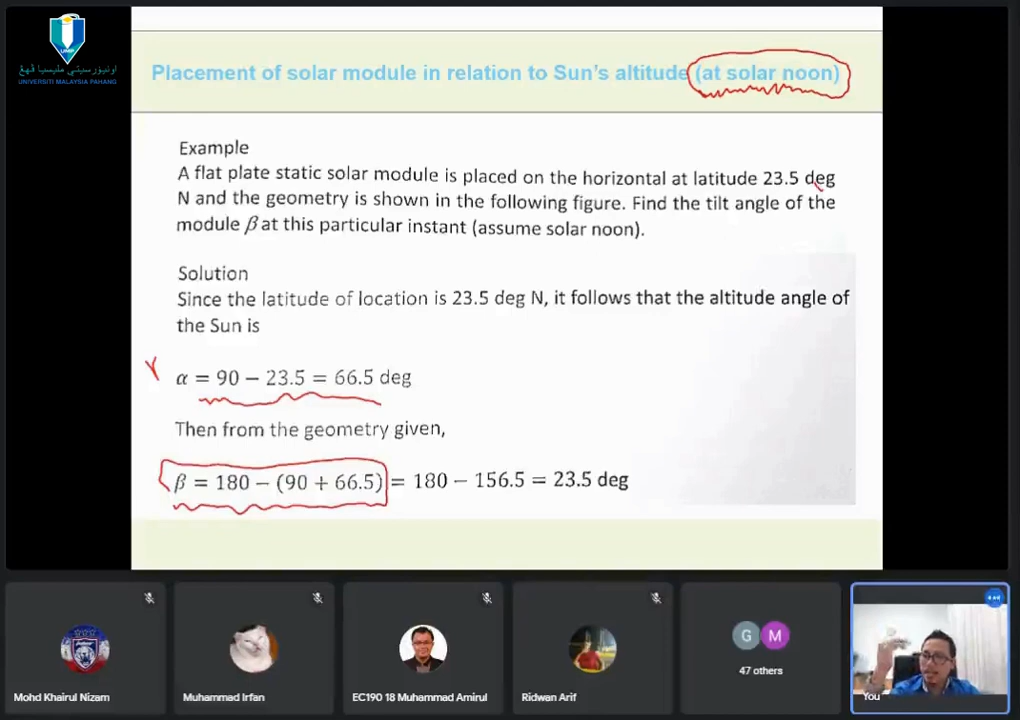 اونيۏرسيتي مليسيا ڤهڠ
UNIVERSITI MALAYSIA PAHANG
UMP
Placement of solar module in relation to Sun's altitude (at solar noon)
Example
A flat plate static solar module is placed on the horizontal at latitude 23.5 deg
N and the geometry is shown in the following figure. Find the tilt angle of the
module β at this particular instant (assume solar noon).
Solution
Since the latitude of location is 23.5 deg N, it follows that the altitude angle of
the Sun is
α = 90 − 23.5 = 66.5 deg
Then from the geometry given,
β = 180 − (90 + 66.5) = 180 − 156.5 = 23.5 deg
Mohd Khairul Nizam
Muhammad Irfan
EC190 18 Muhammad Amirul
Ridwan Arif
G M
47 others
You